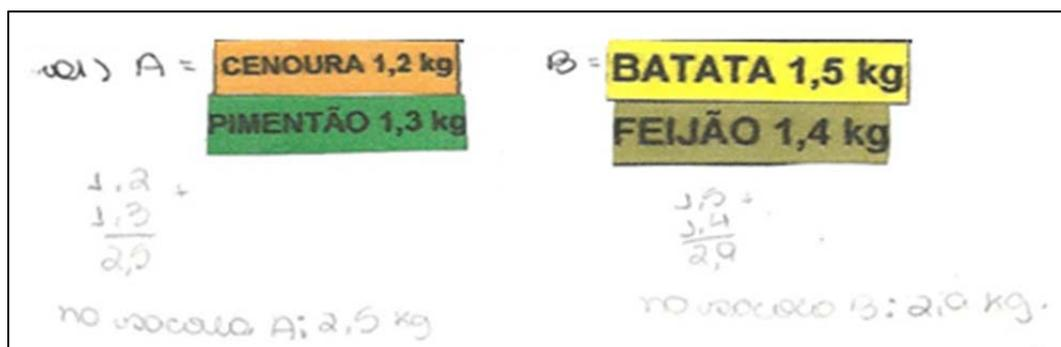 A = CENOURA 1,2 kg
PIMENTÃO 1,3 kg
1,2 +
1,3
2,5
no A: 2,5 kg
B = BATATA 1,5 kg
FEIJÃO 1,4 kg
1,5 +
1,4
2,9
no B: 2,9 kg.